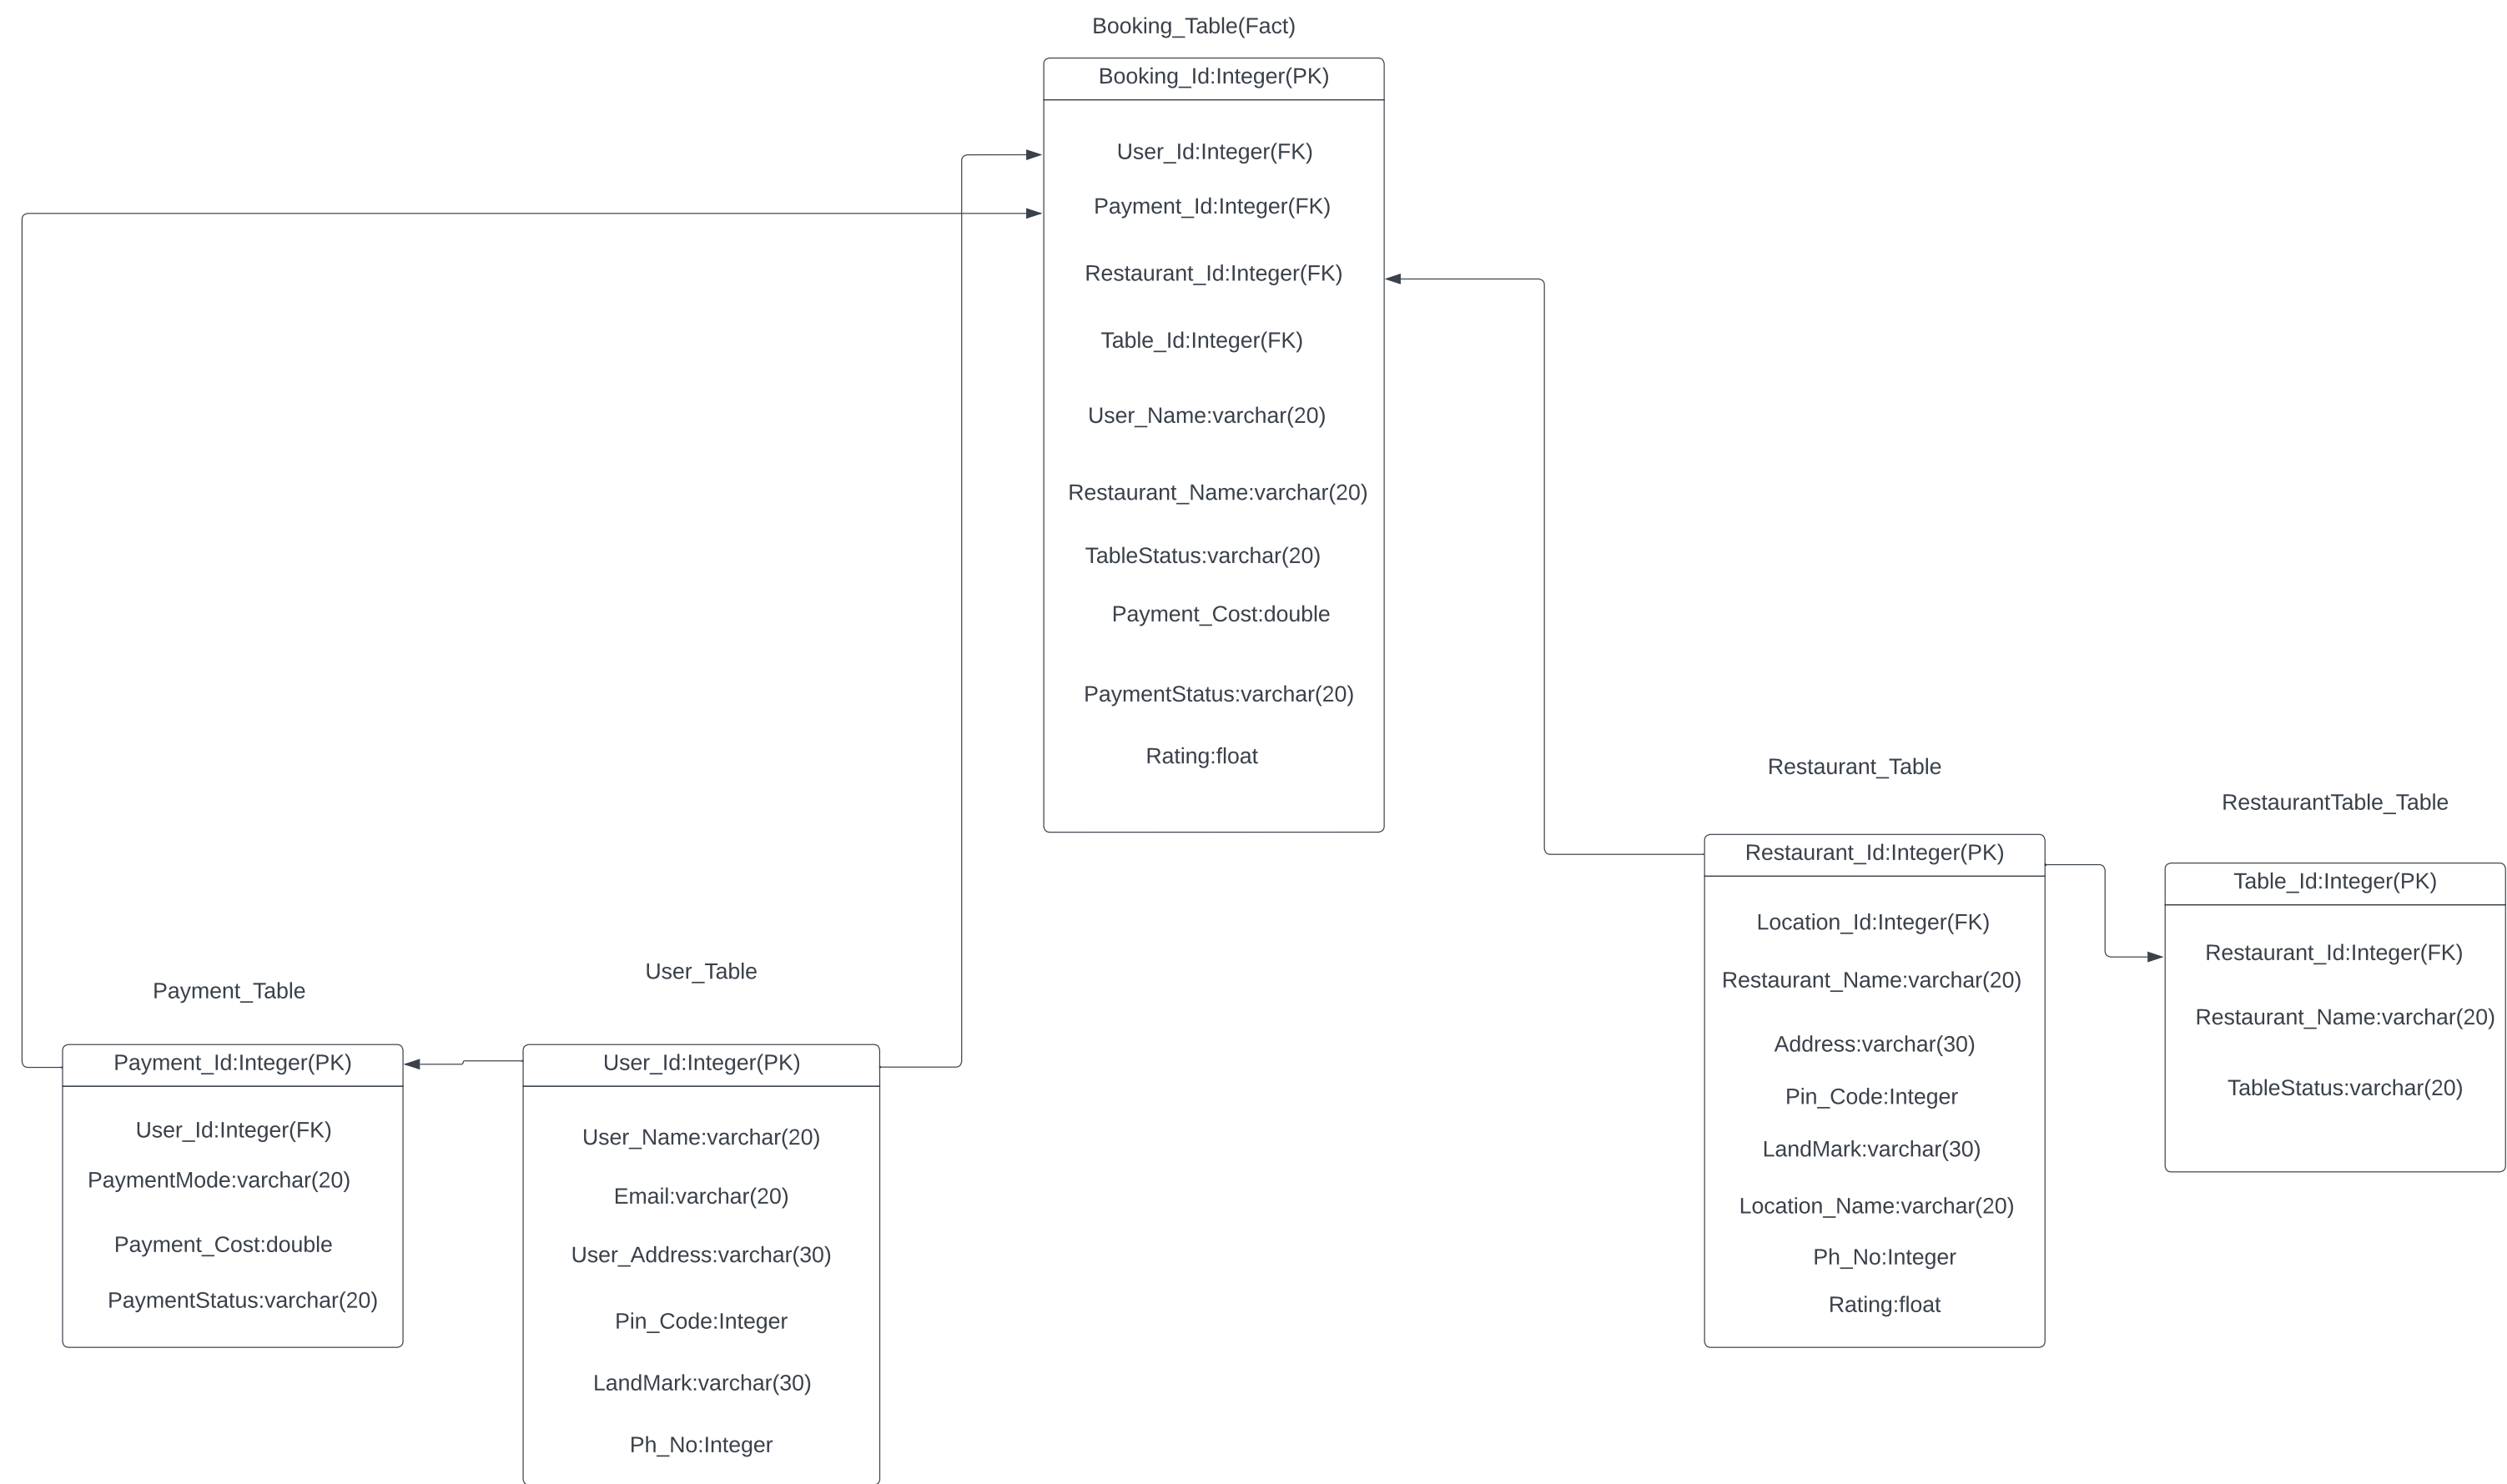 Booking_Table(Fact)
Booking_Id:Integer(PK)
User_Id:Integer(FK)
Payment_Id:Integer(FK)
Restaurant_Id:Integer(FK)
Table_Id:Integer(FK)
User_Name:varchar(20)
Restaurant_Name:varchar(20)
TableStatus:varchar(20)
Payment_Cost:double
PaymentStatus:varchar(20)
Rating:float
Payment_Table
Payment_Id:Integer(PK)
User_Id:Integer(FK)
PaymentMode:varchar(20)
Payment_Cost:double
PaymentStatus:varchar(20)
User_Table
User_Id:Integer(PK)
User_Name:varchar(20)
Email:varchar(20)
User_Address:varchar(30)
Pin_Code:Integer
LandMark:varchar(30)
Ph_No:Integer
Restaurant_Table
Restaurant_Id:Integer(PK)
Location_Id:Integer(FK)
Restaurant_Name:varchar(20)
Address:varchar(30)
Pin_Code:Integer
LandMark:varchar(30)
Location_Name:varchar(20)
Ph_No:Integer
Rating:float
RestaurantTable_Table
Table_Id:Integer(PK)
Restaurant_Id:Integer(FK)
Restaurant_Name:varchar(20)
TableStatus:varchar(20)